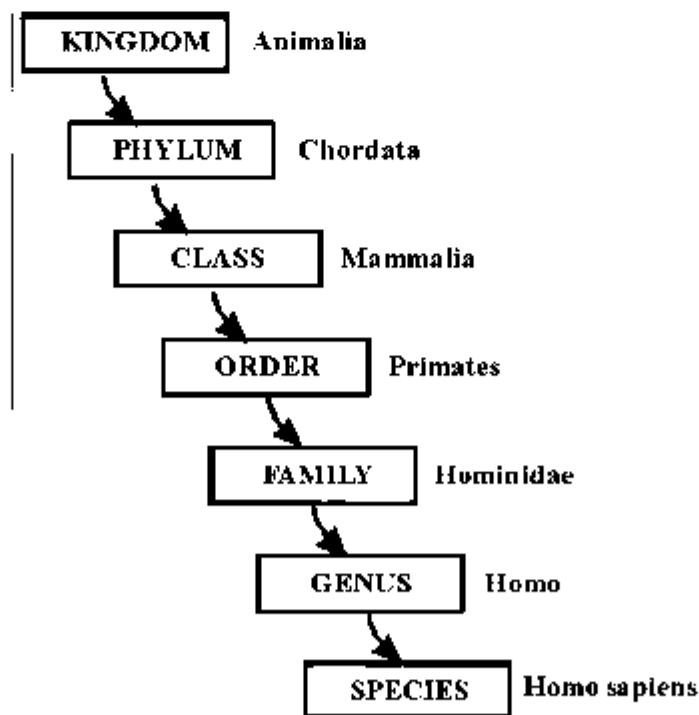 KINGDOM Animalia
PHYLUM Chordata
CLASS Mammalia
ORDER Primates
FAMILY Hominidae
GENUS Homo
SPECIES Homo sapiens